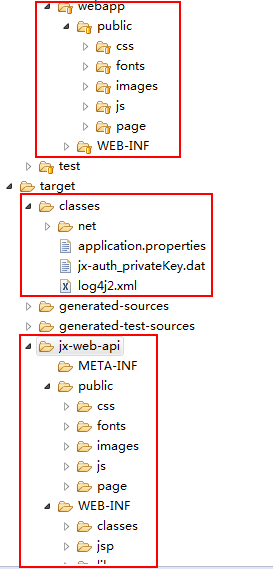 webapp
public
css
fonts
images
js
page
WEB-INF
test
target
classes
net
application.properties
jx-auth_privateKey.dat
log4j2.xml
generated-sources
generated-test-sources
jx-web-api
META-INF
public
css
fonts
images
js
page
WEB-INF
classes
jsp